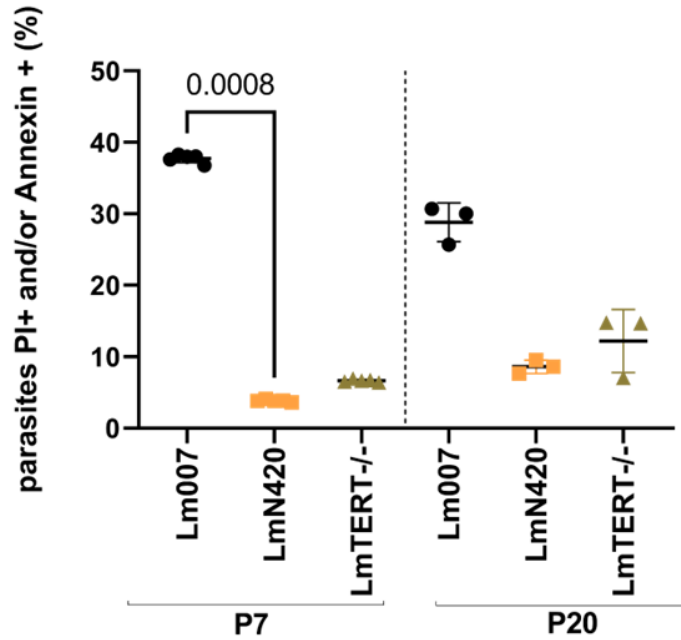 parasites PI+ and/or Annexin + (%)
50
40
30
20
10
0
0.0008
Lm007
LmN420
LmTERT-/-
Lm007
LmN420
LmTERT-/-
P7
P20